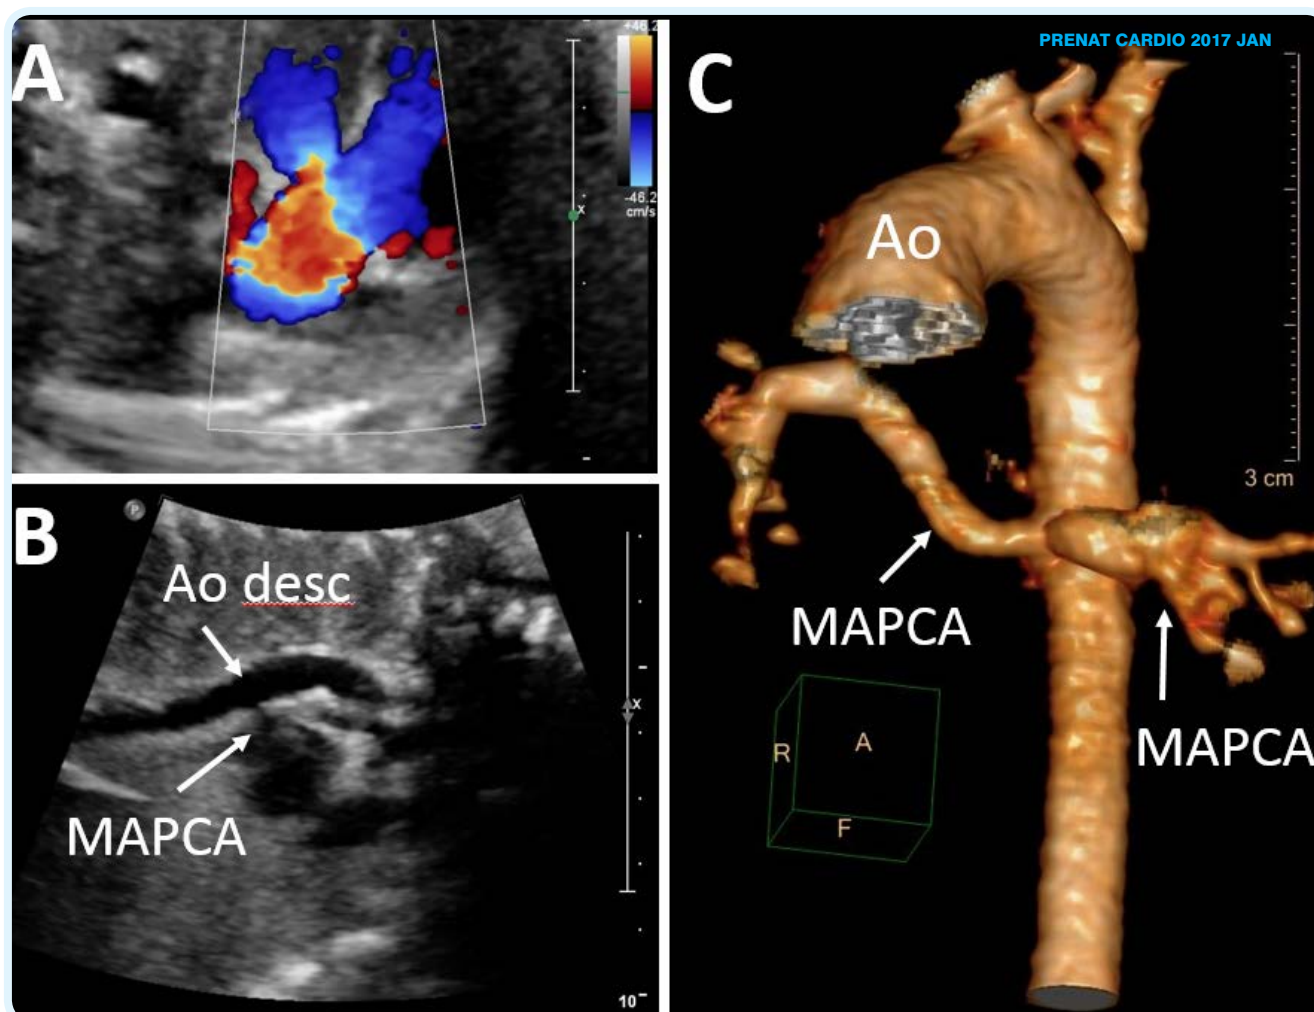 PRENAT CARDIO 2017 JAN
A
+46.2
-46.2
cm/s
x
B
P
Ao desc
MAPCA
x
10
C
Ao
3 cm
MAPCA
MAPCA
R
A
F